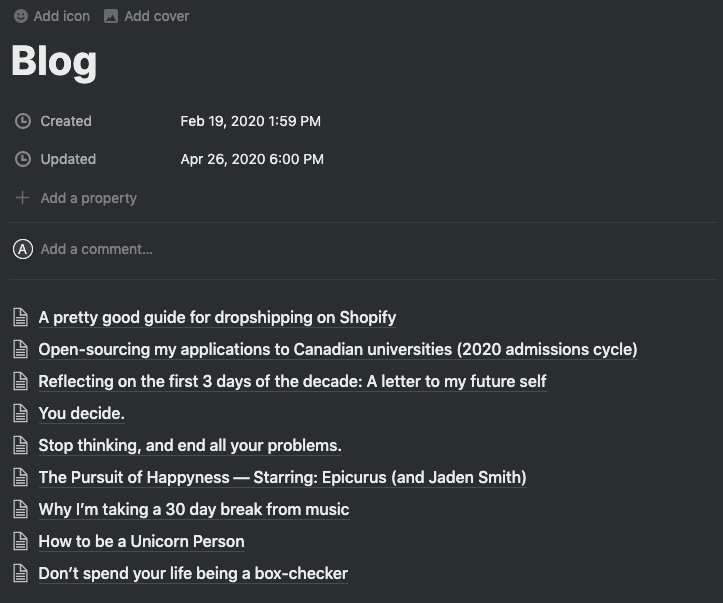 Add icon Add cover
Blog
Created Feb 19, 2020 1:59 PM
Updated Apr 26, 2020 6:00 PM
Add a property
A Add a comment...
A pretty good guide for dropshipping on Shopify
Open-sourcing my applications to Canadian universities (2020 admissions cycle)
Reflecting on the first 3 days of the decade: A letter to my future self
You decide.
Stop thinking, and end all your problems.
The Pursuit of Happyness — Starring: Epicurus (and Jaden Smith)
Why I’m taking a 30 day break from music
How to be a Unicorn Person
Don’t spend your life being a box-checker